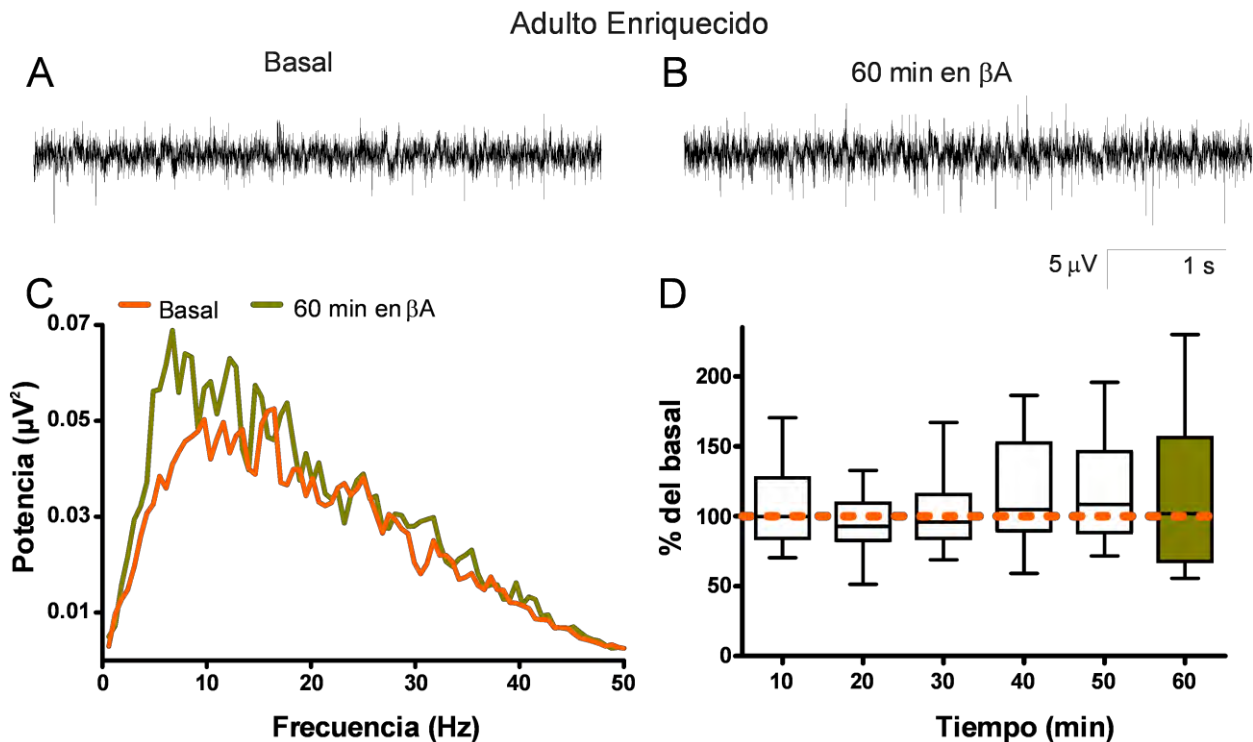 Adulto Enriquecido
A
Basal
B
60 min en βA
5 µV
1 s
C
Basal
60 min en βA
Potencia (µV²)
0.07
0.05
0.03
0.01
0
10
20
30
40
50
Frecuencia (Hz)
D
% del basal
200
150
100
50
0
10
20
30
40
50
60
Tiempo (min)